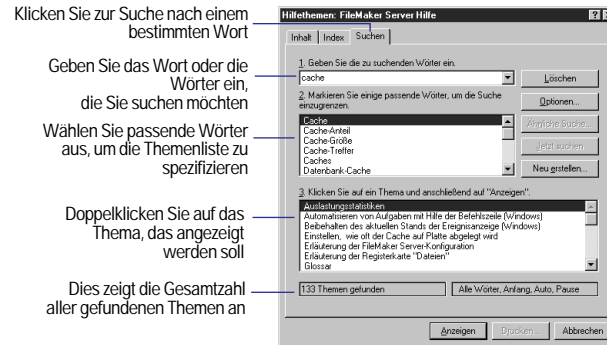 Klicken Sie zur Suche nach einem
bestimmten Wort
Geben Sie das Wort oder die
Wörter ein,
die Sie suchen möchten
Wählen Sie passende Wörter
aus, um die Themenliste zu
spezifizieren
Doppelklicken Sie auf das
Thema, das angezeigt
werden soll
Dies zeigt die Gesamtzahl
aller gefundenen Themen an
Hilfethemen: FileMaker Server Hilfe
Inhalt Index Suchen
1. Geben Sie die zu suchenden Wörter ein.
cache
Löschen
2. Markieren Sie einige passende Wörter, um die Suche
einzugrenzen.
Optionen...
Cache
Cache-Anteil
Cache-Größe
Cache-Treffer
Caches
Datenbank-Cache
Ähnliche Suche...
Jetzt suchen
Neu erstellen...
3. Klicken Sie auf ein Thema und anschließend auf "Anzeigen".
Auslastungsstatistiken
Automatisieren von Aufgaben mit Hilfe der Befehlszeile (Windows)
Beibehalten des aktuellen Stands der Ereignisanzeige (Windows)
Einstellen, wie oft der Cache auf Platte abgelegt wird
Erläuterung der FileMaker Server-Konfiguration
Erläuterung der Registerkarte "Dateien"
Glossar
133 Themen gefunden
Alle Wörter, Anfang, Auto, Pause
Anzeigen Drucken... Abbrechen